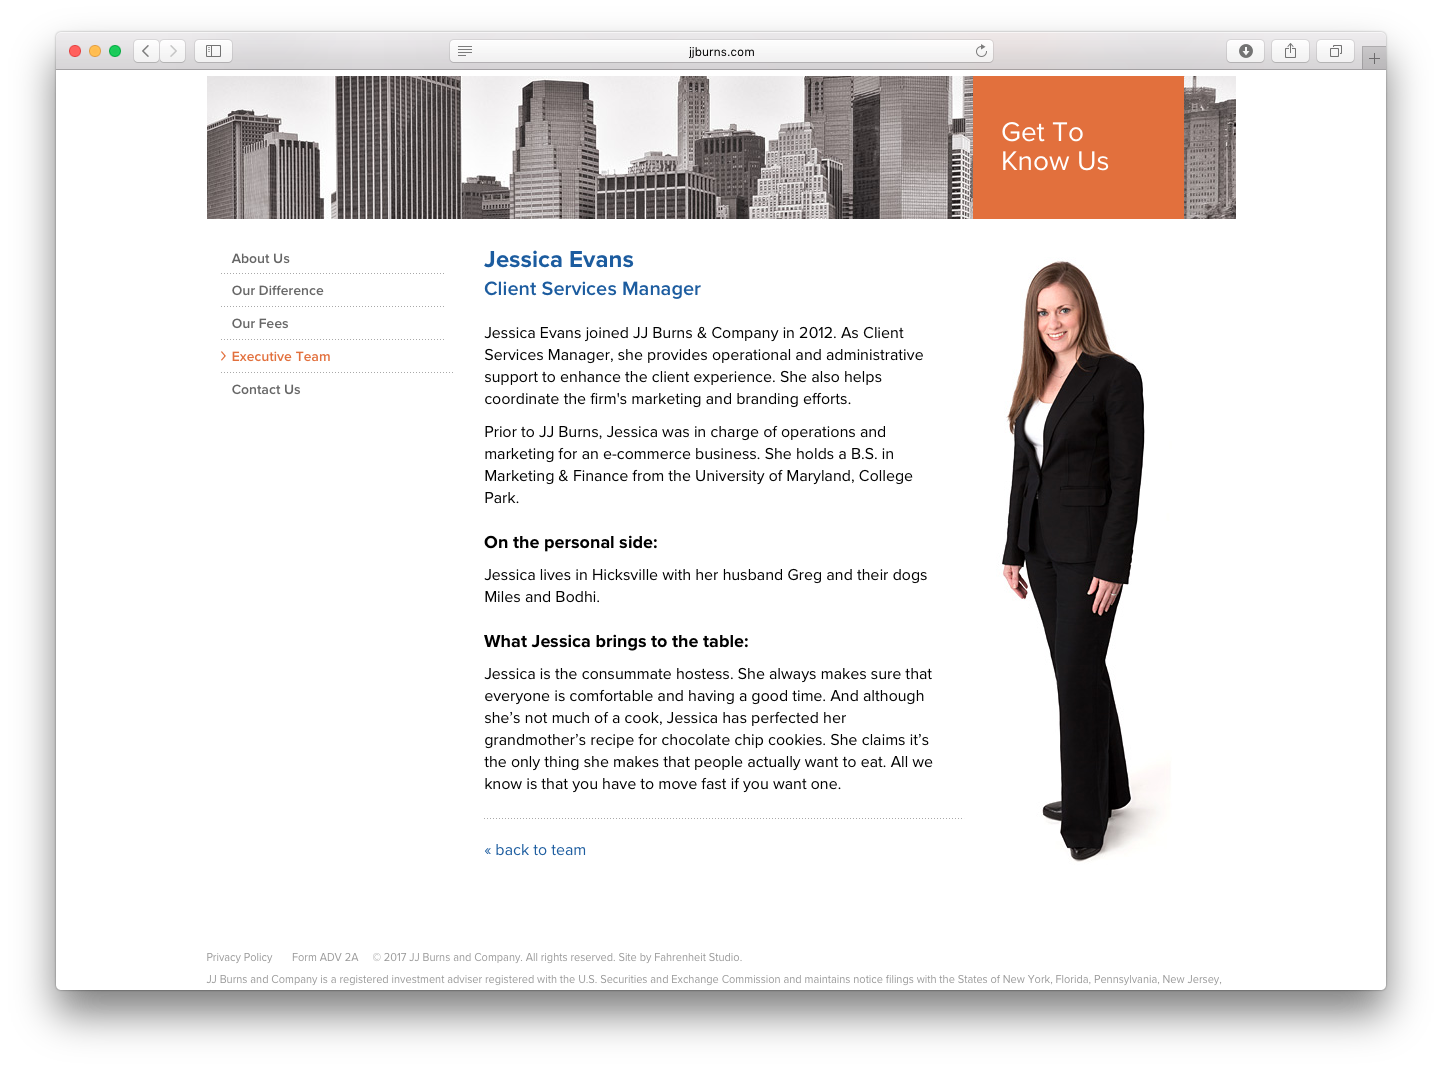 jjburns.com
Get To
Know Us
About Us
Our Difference
Our Fees
Executive Team
Contact Us
Jessica Evans
Client Services Manager
Jessica Evans joined JJ Burns & Company in 2012. As Client
Services Manager, she provides operational and administrative
support to enhance the client experience. She also helps
coordinate the firm's marketing and branding efforts.
Prior to JJ Burns, Jessica was in charge of operations and
marketing for an e-commerce business. She holds a B.S. in
Marketing & Finance from the University of Maryland, College
Park.
On the personal side:
Jessica lives in Hicksville with her husband Greg and their dogs
Miles and Bodhi.
What Jessica brings to the table:
Jessica is the consummate hostess. She always makes sure that
everyone is comfortable and having a good time. And although
she’s not much of a cook, Jessica has perfected her
grandmother’s recipe for chocolate chip cookies. She claims it’s
the only thing she makes that people actually want to eat. All we
know is that you have to move fast if you want one.
« back to team
Privacy Policy Form ADV 2A © 2017 JJ Burns and Company. All rights reserved. Site by Fahrenheit Studio.
JJ Burns and Company is a registered investment adviser registered with the U.S. Securities and Exchange Commission and maintains notice filings with the States of New York, Florida, Pennsylvania, New Jersey,